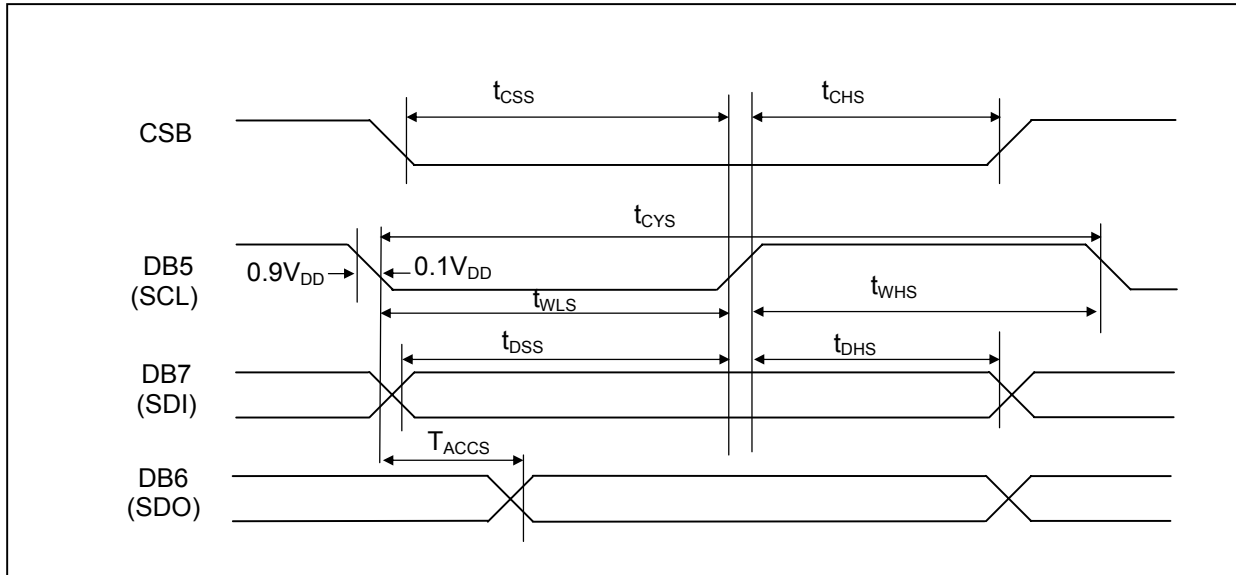 tCSS
tCHS
CSB
tCYS
DB5
(SCL)
0.9VDD
0.1VDD
tWLS
tWHS
tDSS
tDHS
DB7
(SDI)
TACCS
DB6
(SDO)